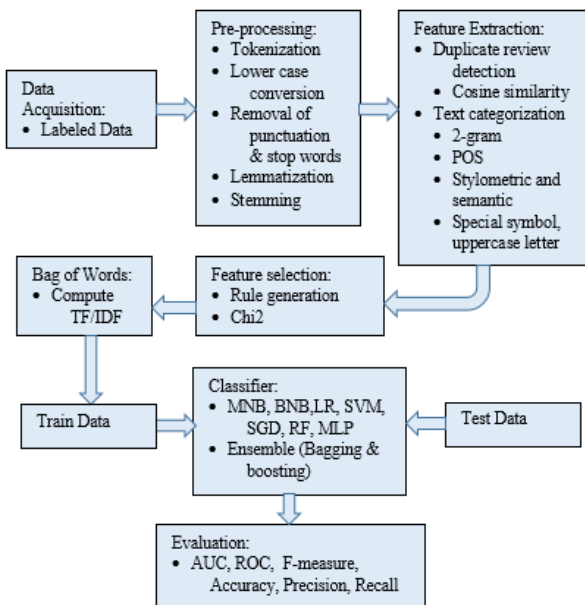 Data
Acquisition:
• Labeled Data
Pre-processing:
• Tokenization
• Lower case
conversion
• Removal of
punctuation
& stop words
• Lemmatization
• Stemming
Feature Extraction:
• Duplicate review
detection
• Cosine similarity
• Text categorization
• 2-gram
• POS
• Stylometric and
semantic
• Special symbol,
uppercase letter
Feature selection:
• Rule generation
• Chi2
Bag of Words:
• Compute
TF/IDF
Train Data
Classifier:
• MNB, BNB,LR, SVM,
SGD, RF, MLP
• Ensemble (Bagging &
boosting)
Test Data
Evaluation:
• AUC, ROC, F-measure,
Accuracy, Precision, Recall